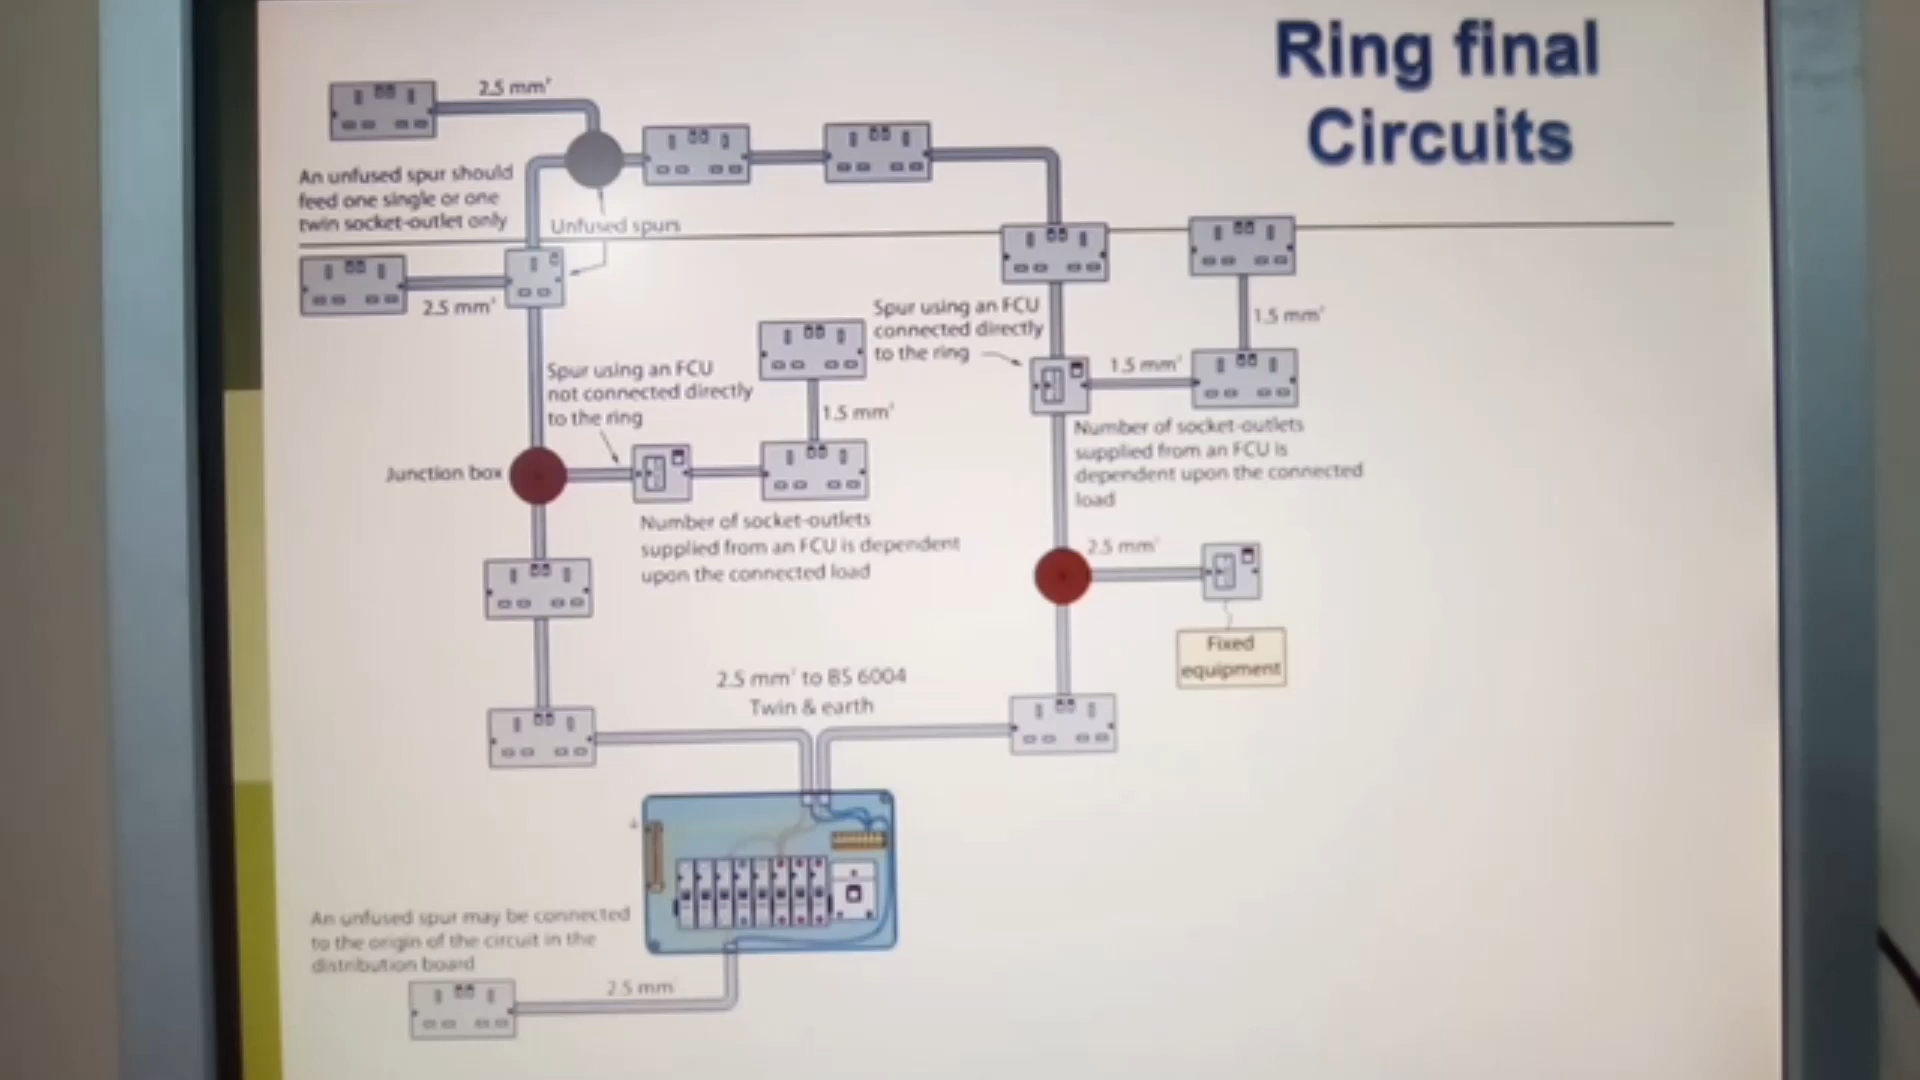 Ring final
Circuits
2.5 mm²
An unfused spur should
feed one single or one
twin socket-outlet only
Unfused spurs
2.5 mm²
Spur using an FCU
connected directly
to the ring
1.5 mm²
1.5 mm²
Spur using an FCU
not connected directly
to the ring
1.5 mm²
Number of socket-outlets
supplied from an FCU is
dependent upon the connected
load
Junction box
Number of socket-outlets
supplied from an FCU is dependent
upon the connected load
2.5 mm²
Fixed
equipment
2.5 mm² to BS 6004
Twin & earth
An unfused spur may be connected
to the origin of the circuit in the
distribution board
2.5 mm